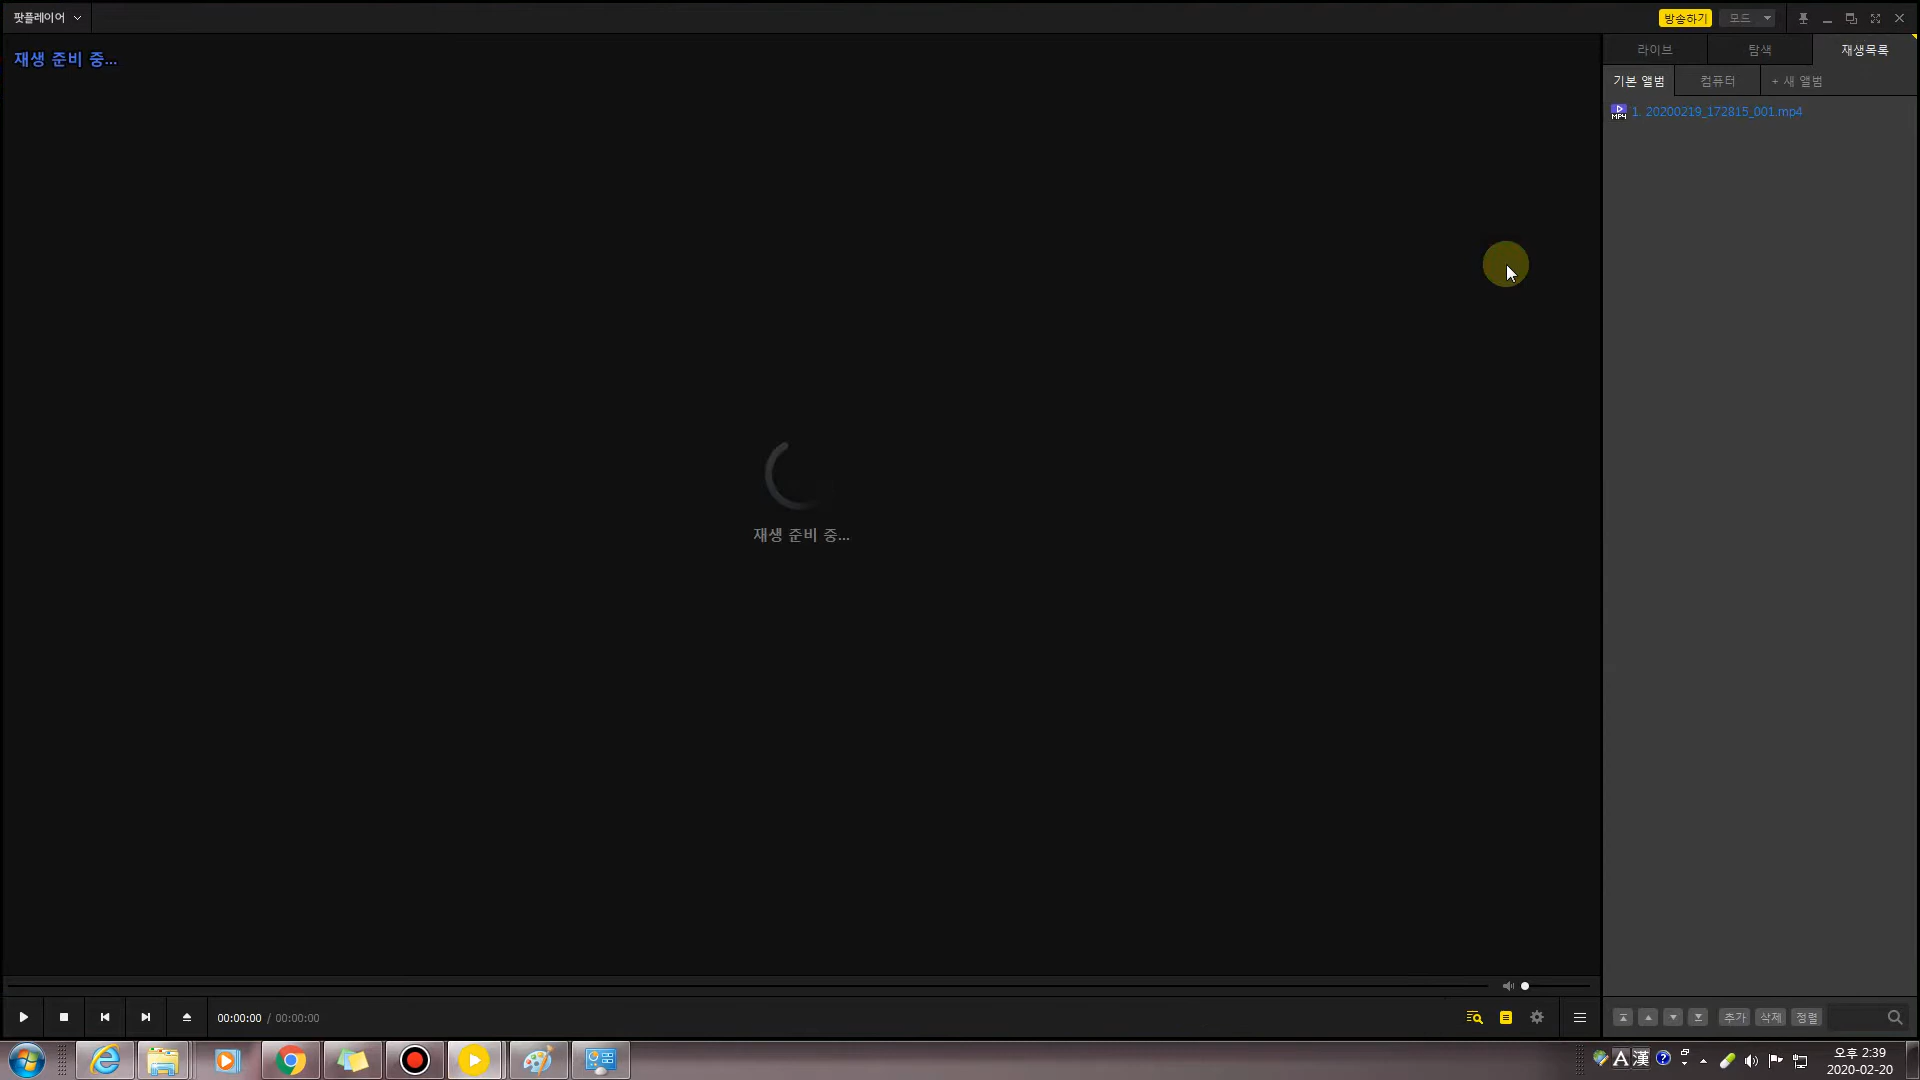 팟플레이어
방송하기
모드
재생 준비 중...
라이브
탐색
재생목록
기본 앨범
컴퓨터
+ 새 앨범
MP4
1. 20200219_172815_001.mp4
재생 준비 중...
00:00:00 / 00:00:00
추가
삭제
정렬
A漢
오후 2:39
2020-02-20